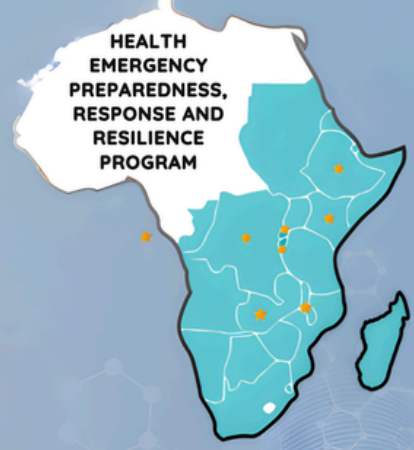 HEALTH
EMERGENCY
PREPAREDNESS,
RESPONSE AND
RESILIENCE
PROGRAM